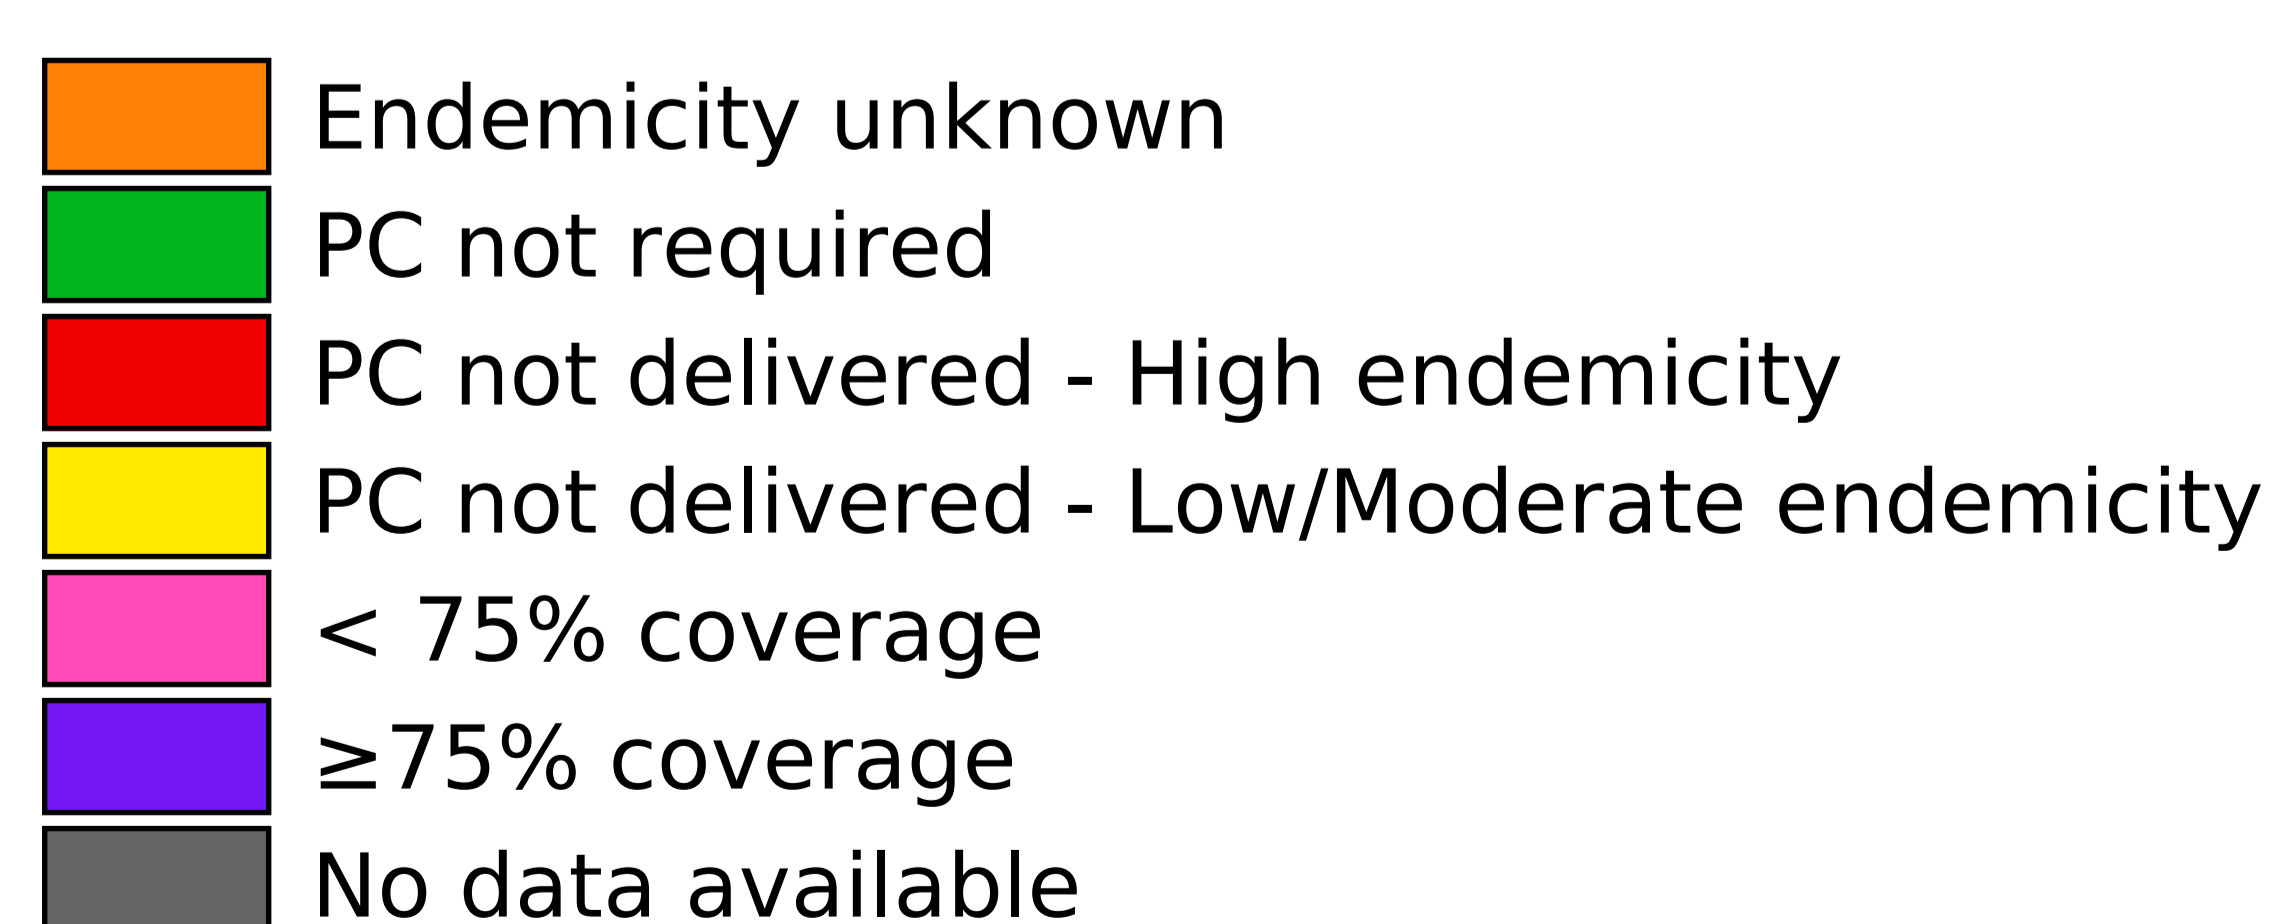 Endemicity unknown
PC not required
PC not delivered - High endemicity
PC not delivered - Low/Moderate endemicity
< 75% coverage
≥75% coverage
No data available